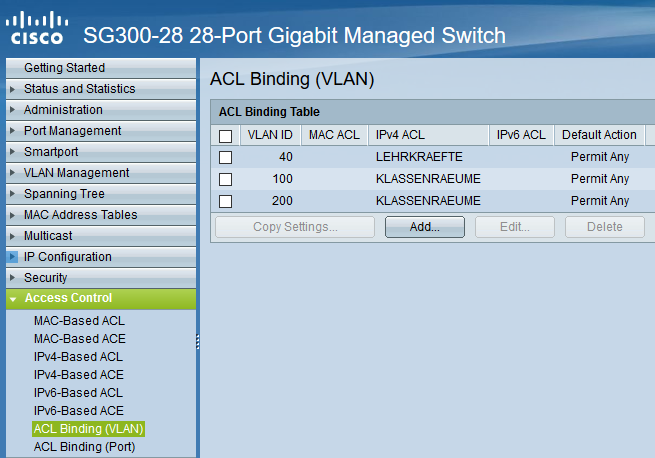 CISCO SG300-28 28-Port Gigabit Managed Switch
Getting Started
Status and Statistics
Administration
Port Management
Smartport
VLAN Management
Spanning Tree
MAC Address Tables
Multicast
IP Configuration
Security
Access Control
MAC-Based ACL
MAC-Based ACE
IPv4-Based ACL
IPv4-Based ACE
IPv6-Based ACL
IPv6-Based ACE
ACL Binding (VLAN)
ACL Binding (Port)
ACL Binding (VLAN)
ACL Binding Table
VLAN ID MAC ACL IPv4 ACL IPv6 ACL Default Action
40 LEHRKRAEFTE Permit Any
100 KLASSENRAEUME Permit Any
200 KLASSENRAEUME Permit Any
Copy Settings... Add... Edit... Delete